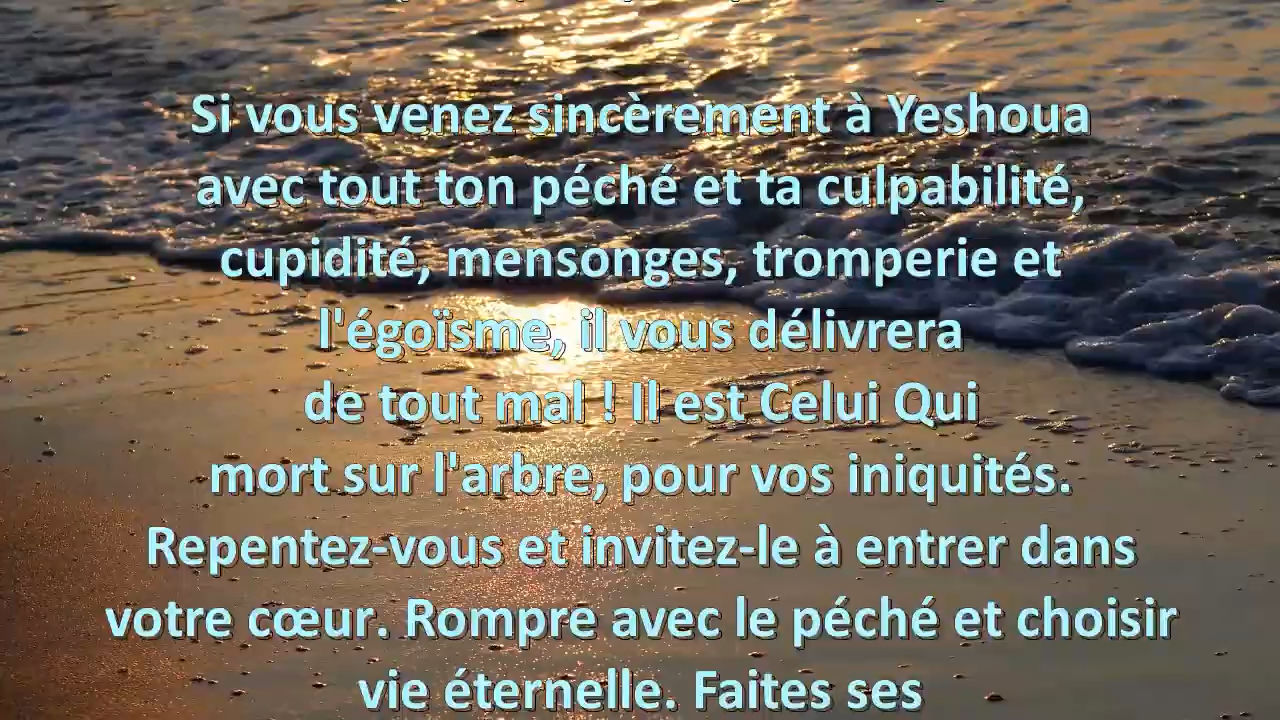 Si vous venez sincèrement à Yeshoua
avec tout ton péché et ta culpabilité,
cupidité, mensonges, tromperie et
l'égoïsme, il vous délivrera
de tout mal ! Il est Celui Qui
mort sur l'arbre, pour vos iniquités.
Repentez-vous et invitez-le à entrer dans
votre cœur. Rompre avec le péché et choisir
vie éternelle. Faites ses